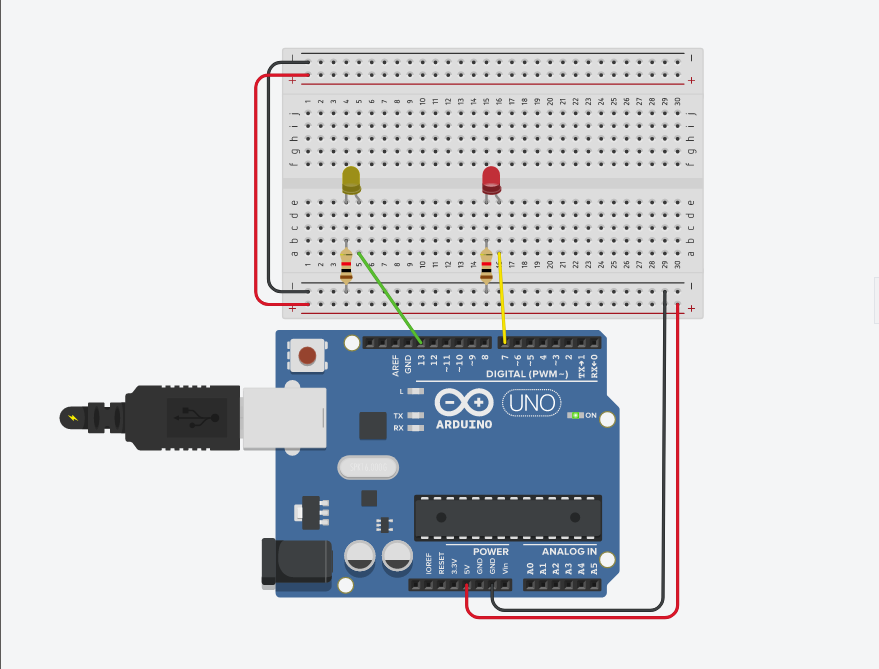 − −
+ +
1 2 3 4 5 6 7 8 9 10 11 12 13 14 15 16 17 18 19 20 21 22 23 24 25 26 27 28 29 30
j j
i i
h h
g g
f f
e e
d d
c c
b b
a a
1 2 3 4 5 6 7 8 9 10 11 12 13 14 15 16 17 18 19 20 21 22 23 24 25 26 27 28 29 30
− −
+ +
AREF GND 13 12 ~11 ~10 ~9 8 7 ~6 ~5 4 ~3 2 TX→1 RX←0
DIGITAL (PWM~)
L
TX
RX
UNO
ON
ARDUINO
POWER ANALOG IN
IOREF RESET 3.3V 5V GND GND Vin A0 A1 A2 A3 A4 A5